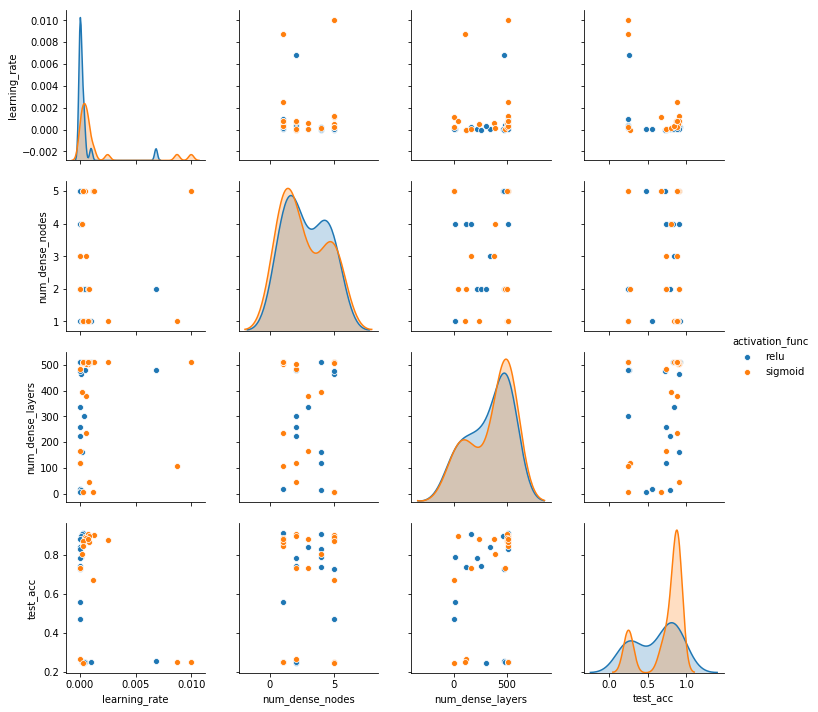 0.010
0.008
0.006
0.004
0.002
0.000
−0.002
learning_rate
5
4
3
2
1
num_dense_nodes
500
400
300
200
100
0
num_dense_layers
activation_func
relu
sigmoid
0.8
0.6
0.4
0.2
test_acc
0.000 0.005 0.010
learning_rate
0 5
num_dense_nodes
0 500
num_dense_layers
0.0 0.5 1.0
test_acc